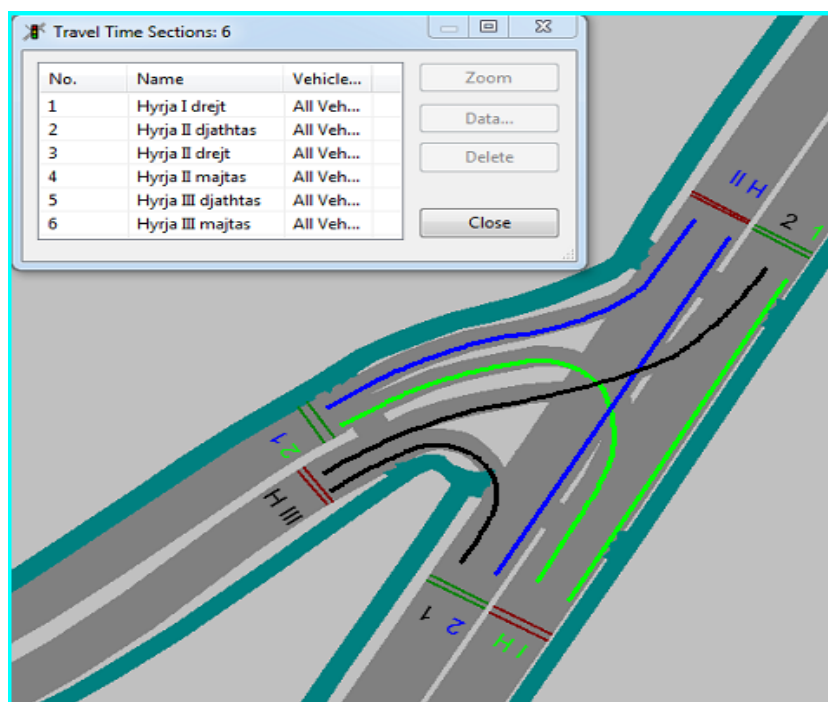 Travel Time Sections: 6
No. Name Vehicle...
1 Hyrja I drejt All Veh...
2 Hyrja II djathtas All Veh...
3 Hyrja II drejt All Veh...
4 Hyrja II majtas All Veh...
5 Hyrja III djathtas All Veh...
6 Hyrja III majtas All Veh...
Zoom
Data...
Delete
Close
II H
2 1
2 1
III H
1 2
I H